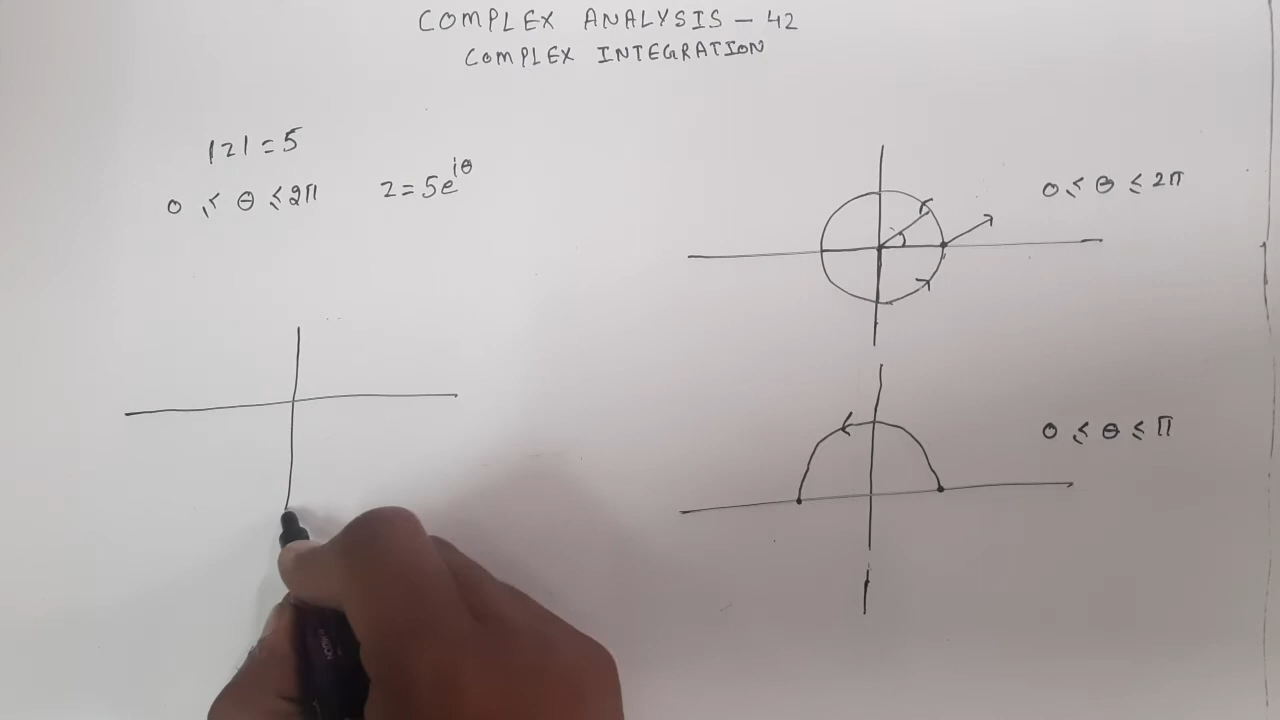 COMPLEX ANALYSIS - 42
COMPLEX INTEGRATION
|z| = 5
0 ≤ θ ≤ 2π
z = 5e^{iθ}
0 ≤ θ ≤ 2π
0 ≤ θ ≤ π